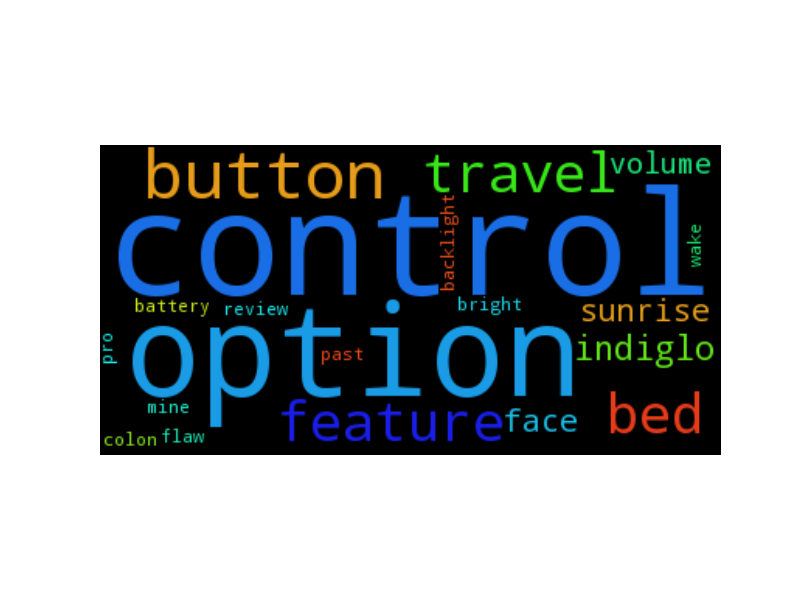 button
travel
volume
control
backlight
wake
battery
review
bright
sunrise
option
pro
past
indiglo
mine
feature
face
bed
colon
flaw